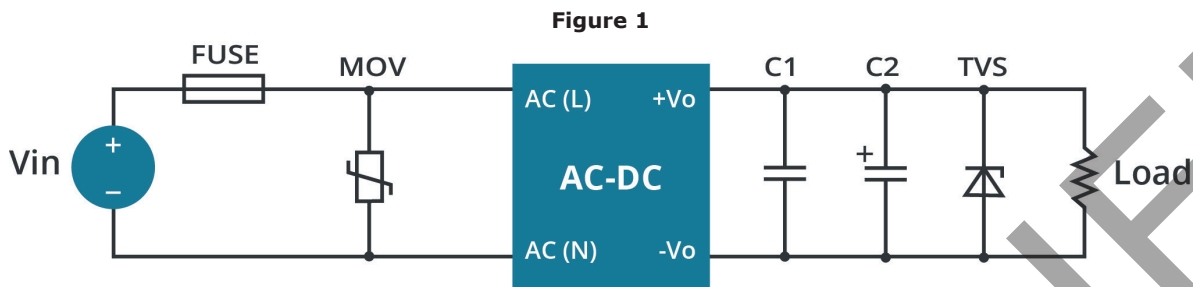 Figure 1
FUSE
MOV
C1
C2
TVS
AC (L)
+Vo
+
+
Vin
AC-DC
Load
−
AC (N)
-Vo